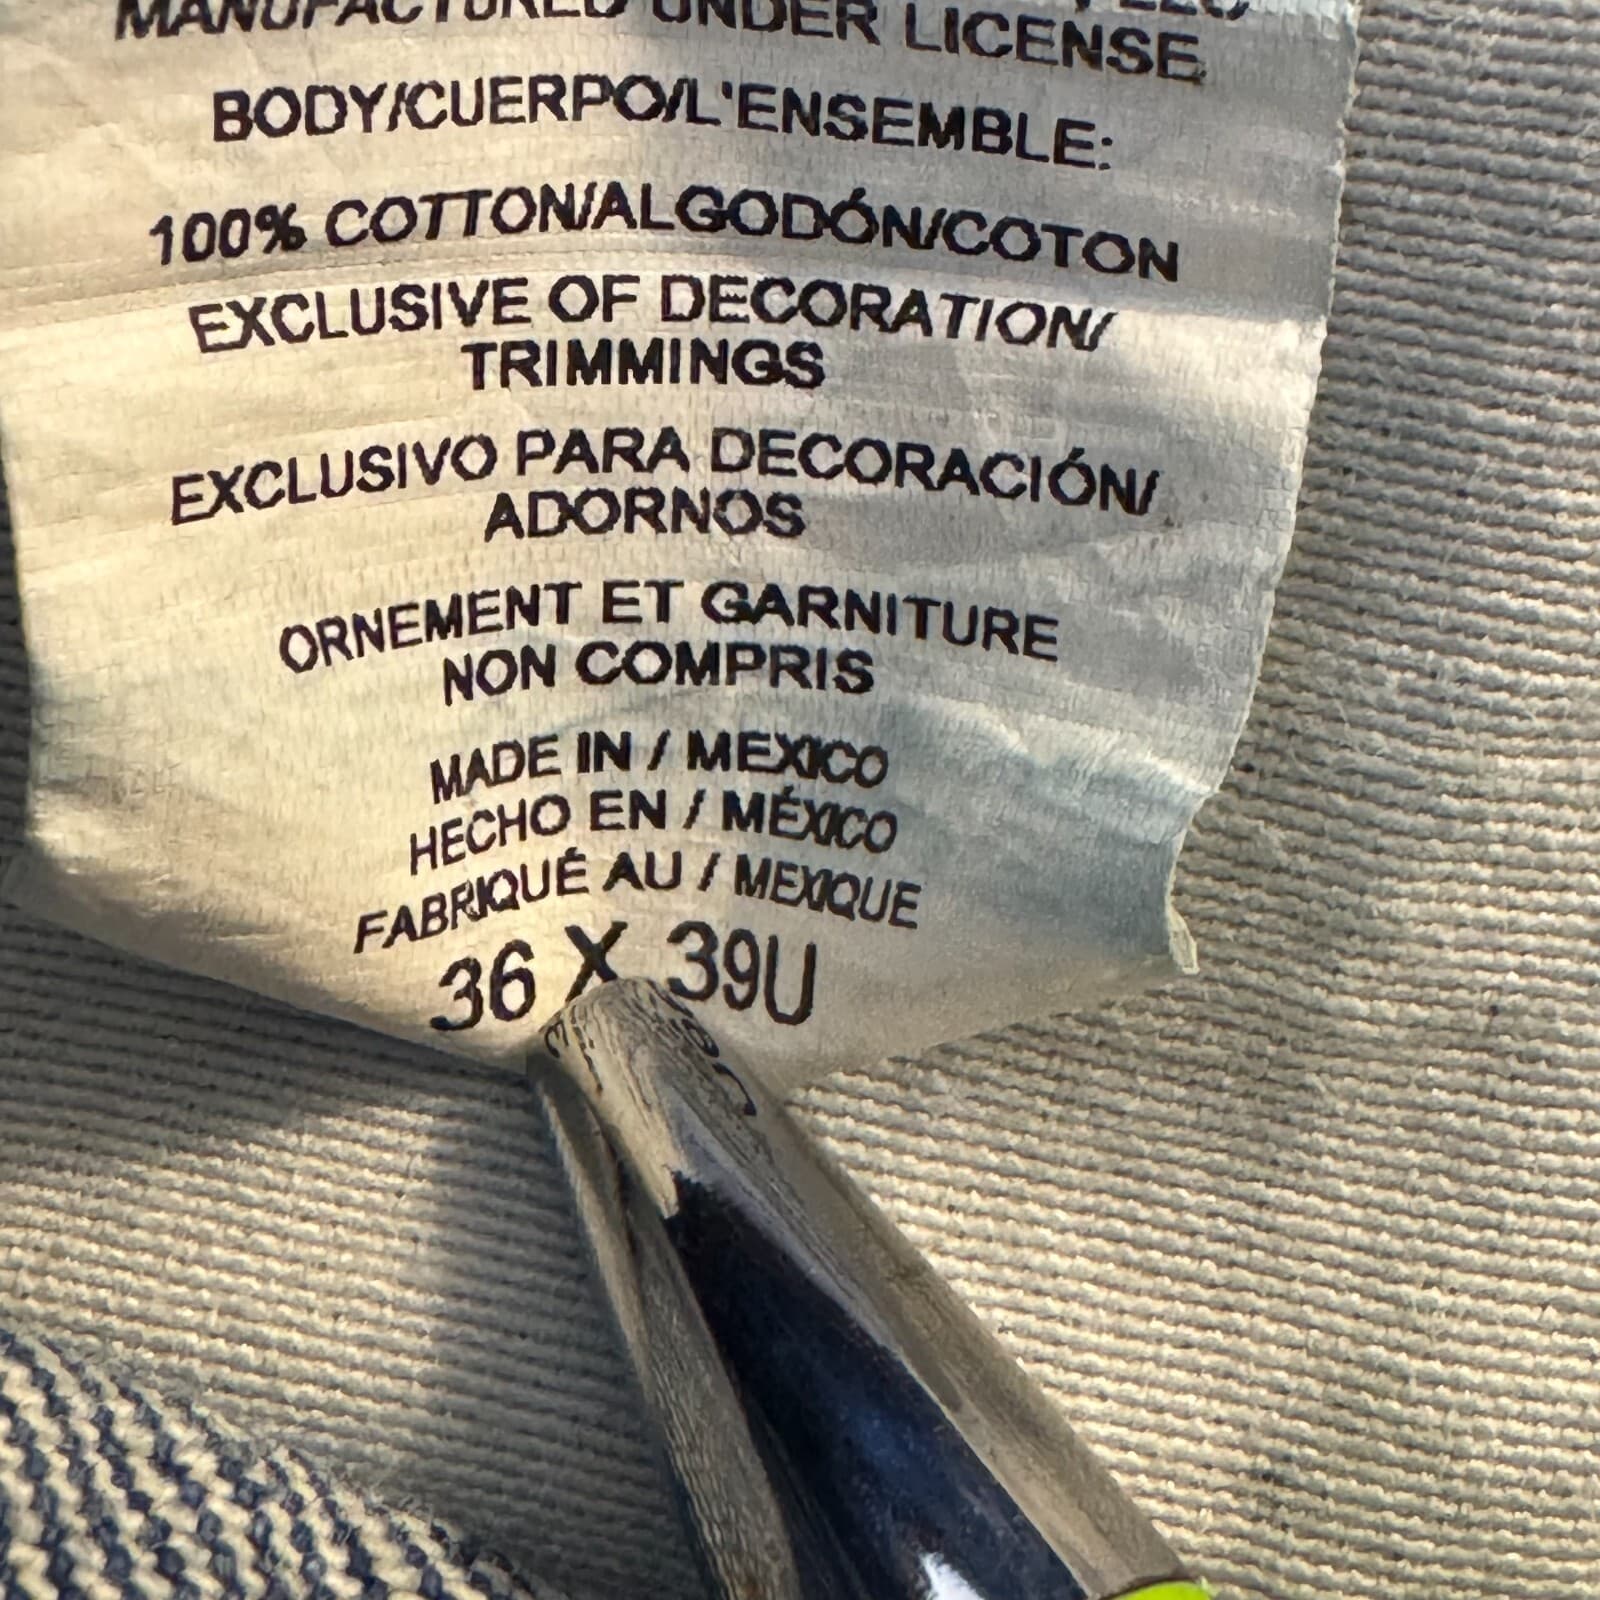 MANUFACTURED UNDER LICENSE
BODY/CUERPO/L'ENSEMBLE:
100% COTTON/ALGODÓN/COTON
EXCLUSIVE OF DECORATION/
TRIMMINGS
EXCLUSIVO PARA DECORACIÓN/
ADORNOS
ORNEMENT ET GARNITURE
NON COMPRIS
MADE IN / MEXICO
HECHO EN / MÉXICO
FABRIQUÉ AU / MEXIQUE
36 X 39U